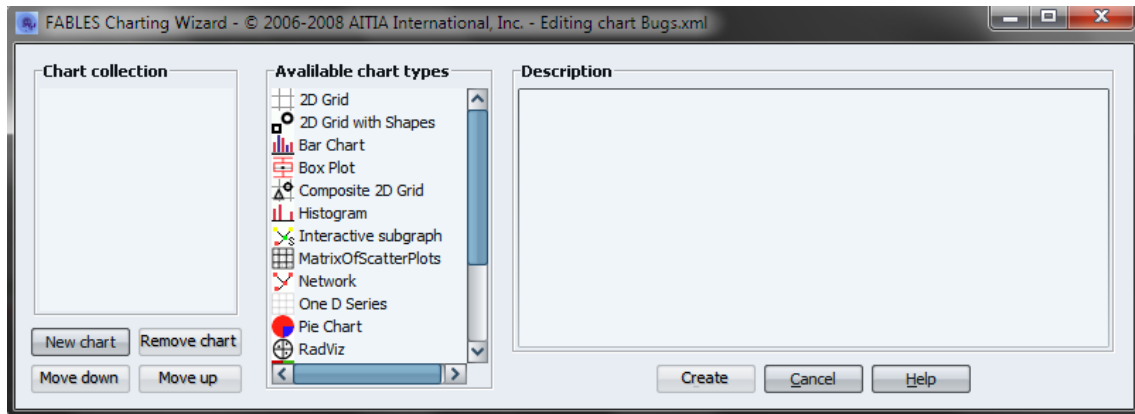 FABLES Charting Wizard - © 2006-2008 AITIA International, Inc. - Editing chart Bugs.xml
Chart collection
Avalilable chart types
Description
2D Grid
2D Grid with Shapes
Bar Chart
Box Plot
Composite 2D Grid
Histogram
Interactive subgraph
MatrixOfScatterPlots
Network
One D Series
Pie Chart
RadViz
New chart
Remove chart
Move down
Move up
Create
Cancel
Help